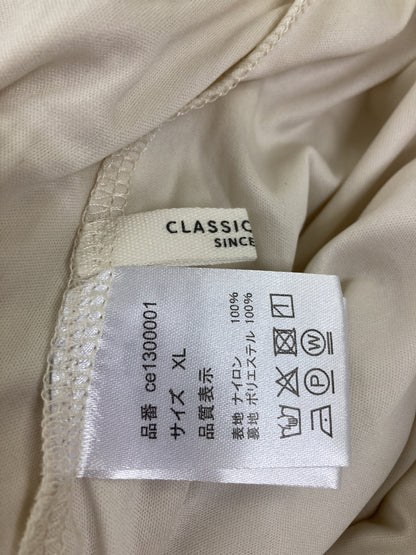 CLASSIC
SINCE
品番 ce1300001
サイズ XL
品質表示
表地 ナイロン 100%
裏地 ポリエステル 100%
P W